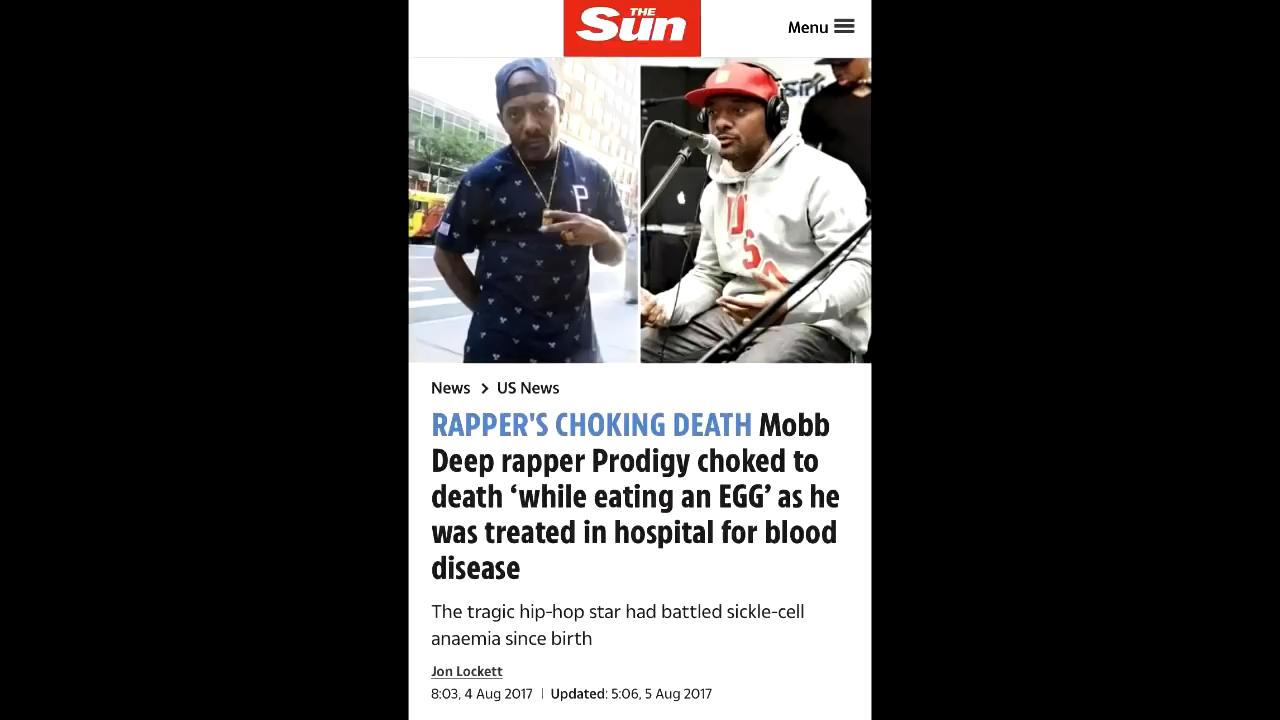 THE
Sun
Menu
P
USA
News > US News
RAPPER'S CHOKING DEATH Mobb
Deep rapper Prodigy choked to
death ‘while eating an EGG’ as he
was treated in hospital for blood
disease
The tragic hip-hop star had battled sickle-cell
anaemia since birth
Jon Lockett
8:03, 4 Aug 2017 | Updated: 5:06, 5 Aug 2017